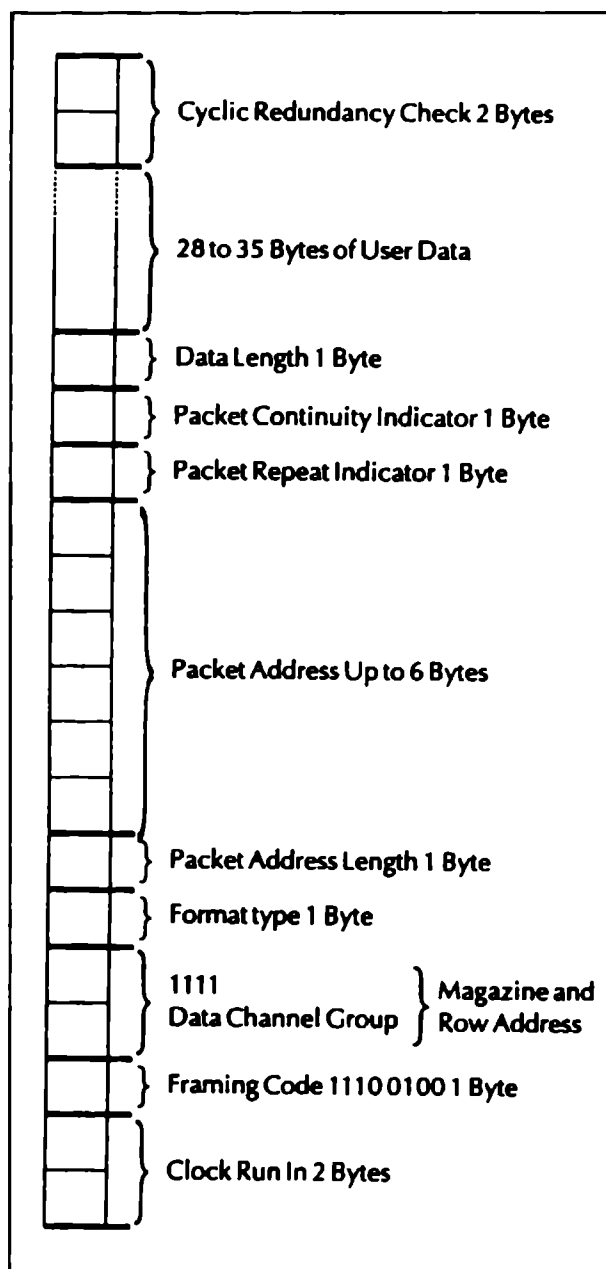 Cyclic Redundancy Check 2 Bytes
28 to 35 Bytes of User Data
Data Length 1 Byte
Packet Continuity Indicator 1 Byte
Packet Repeat Indicator 1 Byte
Packet Address Up to 6 Bytes
Packet Address Length 1 Byte
Format type 1 Byte
1111
Data Channel Group
Magazine and
Row Address
Framing Code 111001001 Byte
Clock Run In 2 Bytes